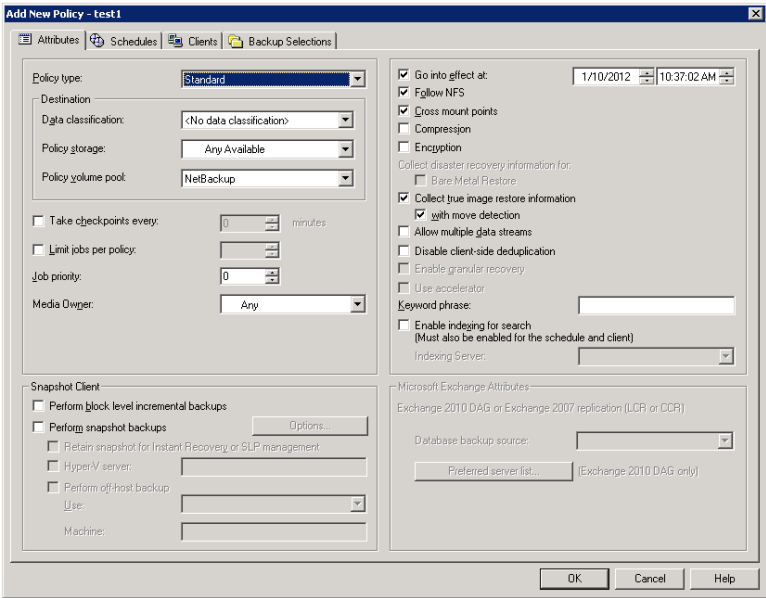 Add New Policy - test1
Attributes
Schedules
Clients
Backup Selections
Policy type:
Standard
Destination
Data classification:
<No data classification>
Policy storage:
Any Available
Policy volume pool:
NetBackup
Take checkpoints every:
0
minutes
Limit jobs per policy:
Job priority:
0
Media Owner:
Any
Snapshot Client
Perform block level incremental backups
Perform snapshot backups
Options...
Retain snapshot for Instant Recovery or SLP management
Hyper-V server:
Perform off-host backup
Use:
Machine:
Go into effect at:
1/10/2012
10:37:02 AM
Follow NFS
Cross mount points
Compression
Encryption
Collect disaster recovery information for:
Bare Metal Restore
Collect true image restore information
with move detection
Allow multiple data streams
Disable client-side deduplication
Enable granular recovery
Use accelerator
Keyword phrase:
Enable indexing for search
(Must also be enabled for the schedule and client)
Indexing Server:
Microsoft Exchange Attributes
Exchange 2010 DAG or Exchange 2007 replication (LCR or CCR)
Database backup source:
Preferred server list...
(Exchange 2010 DAG only)
OK
Cancel
Help